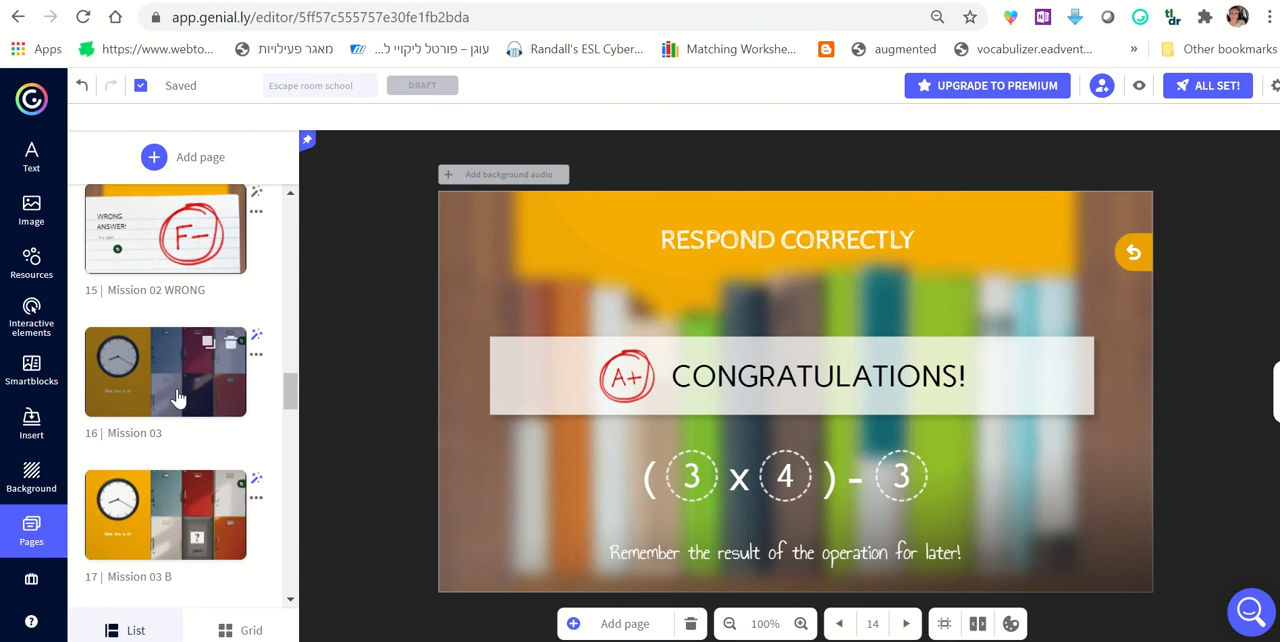 app.genial.ly/editor/5ff57c555757e30fe1fb2bda
Apps
https://www.webto...
מאגר פעילויות
עוגן – פורטל ליקויי ל...
Randall's ESL Cyber...
Matching Workshe...
augmented
vocabulizer.eadvent...
»
Other bookmarks
tl;dr
Saved
Escape room school
DRAFT
UPGRADE TO PREMIUM
ALL SET!
Text
Image
Resources
Interactive
elements
Smartblocks
Insert
Background
Pages
Add page
WRONG
ANSWER!
F-
15 | Mission 02 WRONG
16 | Mission 03
?
17 | Mission 03 B
List
Grid
+ Add background audio
RESPOND CORRECTLY
A+ CONGRATULATIONS!
( 3 x 4 ) - 3
Remember the result of the operation for later!
Add page
100%
14